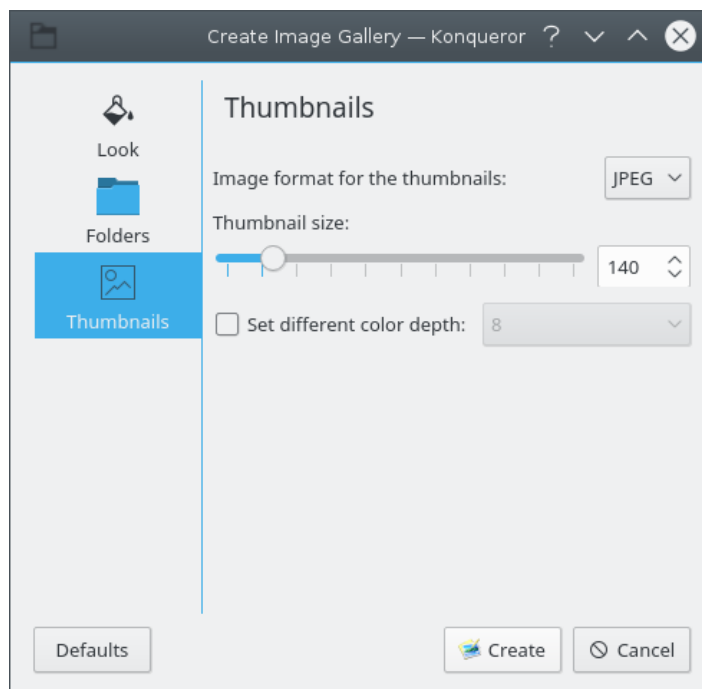 Create Image Gallery — Konqueror
Look
Folders
Thumbnails
Thumbnails
Image format for the thumbnails: JPEG
Thumbnail size:
140
Set different color depth: 8
Defaults
Create
Cancel